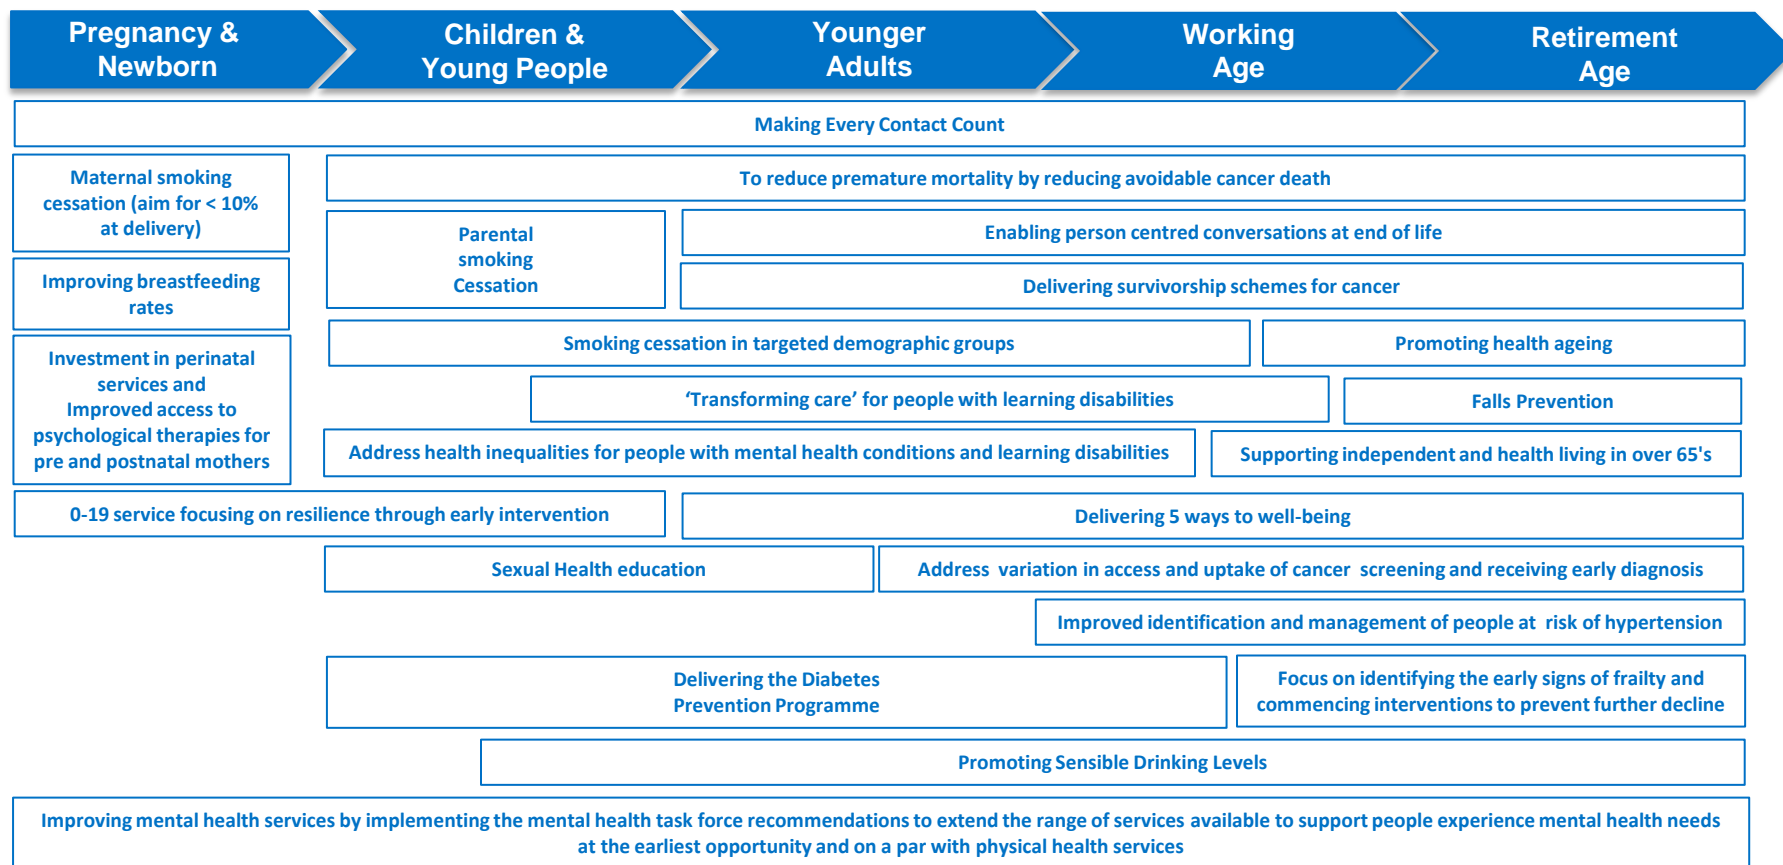 Pregnancy &
Newborn
Children &
Young People
Younger
Adults
Working
Age
Retirement
Age
Making Every Contact Count
Maternal smoking
cessation (aim for < 10%
at delivery)
To reduce premature mortality by reducing avoidable cancer death
Parental
smoking
Cessation
Enabling person centred conversations at end of life
Improving breastfeeding
rates
Delivering survivorship schemes for cancer
Investment in perinatal
services and
Improved access to
psychological therapies for
pre and postnatal mothers
Smoking cessation in targeted demographic groups
Promoting health ageing
‘Transforming care’ for people with learning disabilities
Falls Prevention
Address health inequalities for people with mental health conditions and learning disabilities
Supporting independent and health living in over 65's
0-19 service focusing on resilience through early intervention
Delivering 5 ways to well-being
Sexual Health education
Address variation in access and uptake of cancer screening and receiving early diagnosis
Improved identification and management of people at risk of hypertension
Delivering the Diabetes
Prevention Programme
Focus on identifying the early signs of frailty and
commencing interventions to prevent further decline
Promoting Sensible Drinking Levels
Improving mental health services by implementing the mental health task force recommendations to extend the range of services available to support people experience mental health needs
at the earliest opportunity and on a par with physical health services